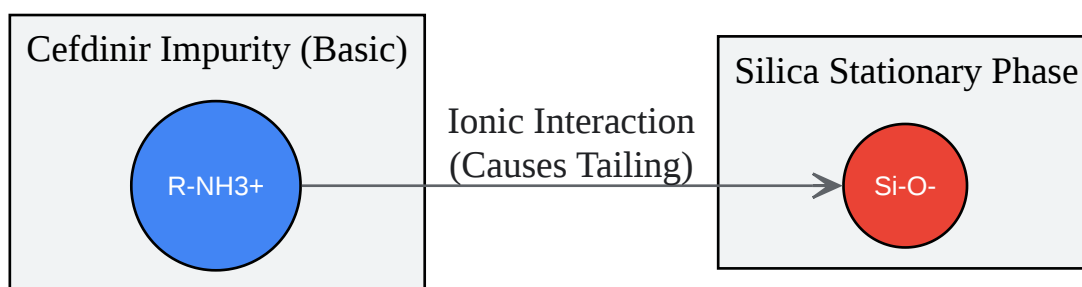 Cefdinir Impurity (Basic)
R-NH3+
Ionic Interaction
(Causes Tailing)
Silica Stationary Phase
Si-O-